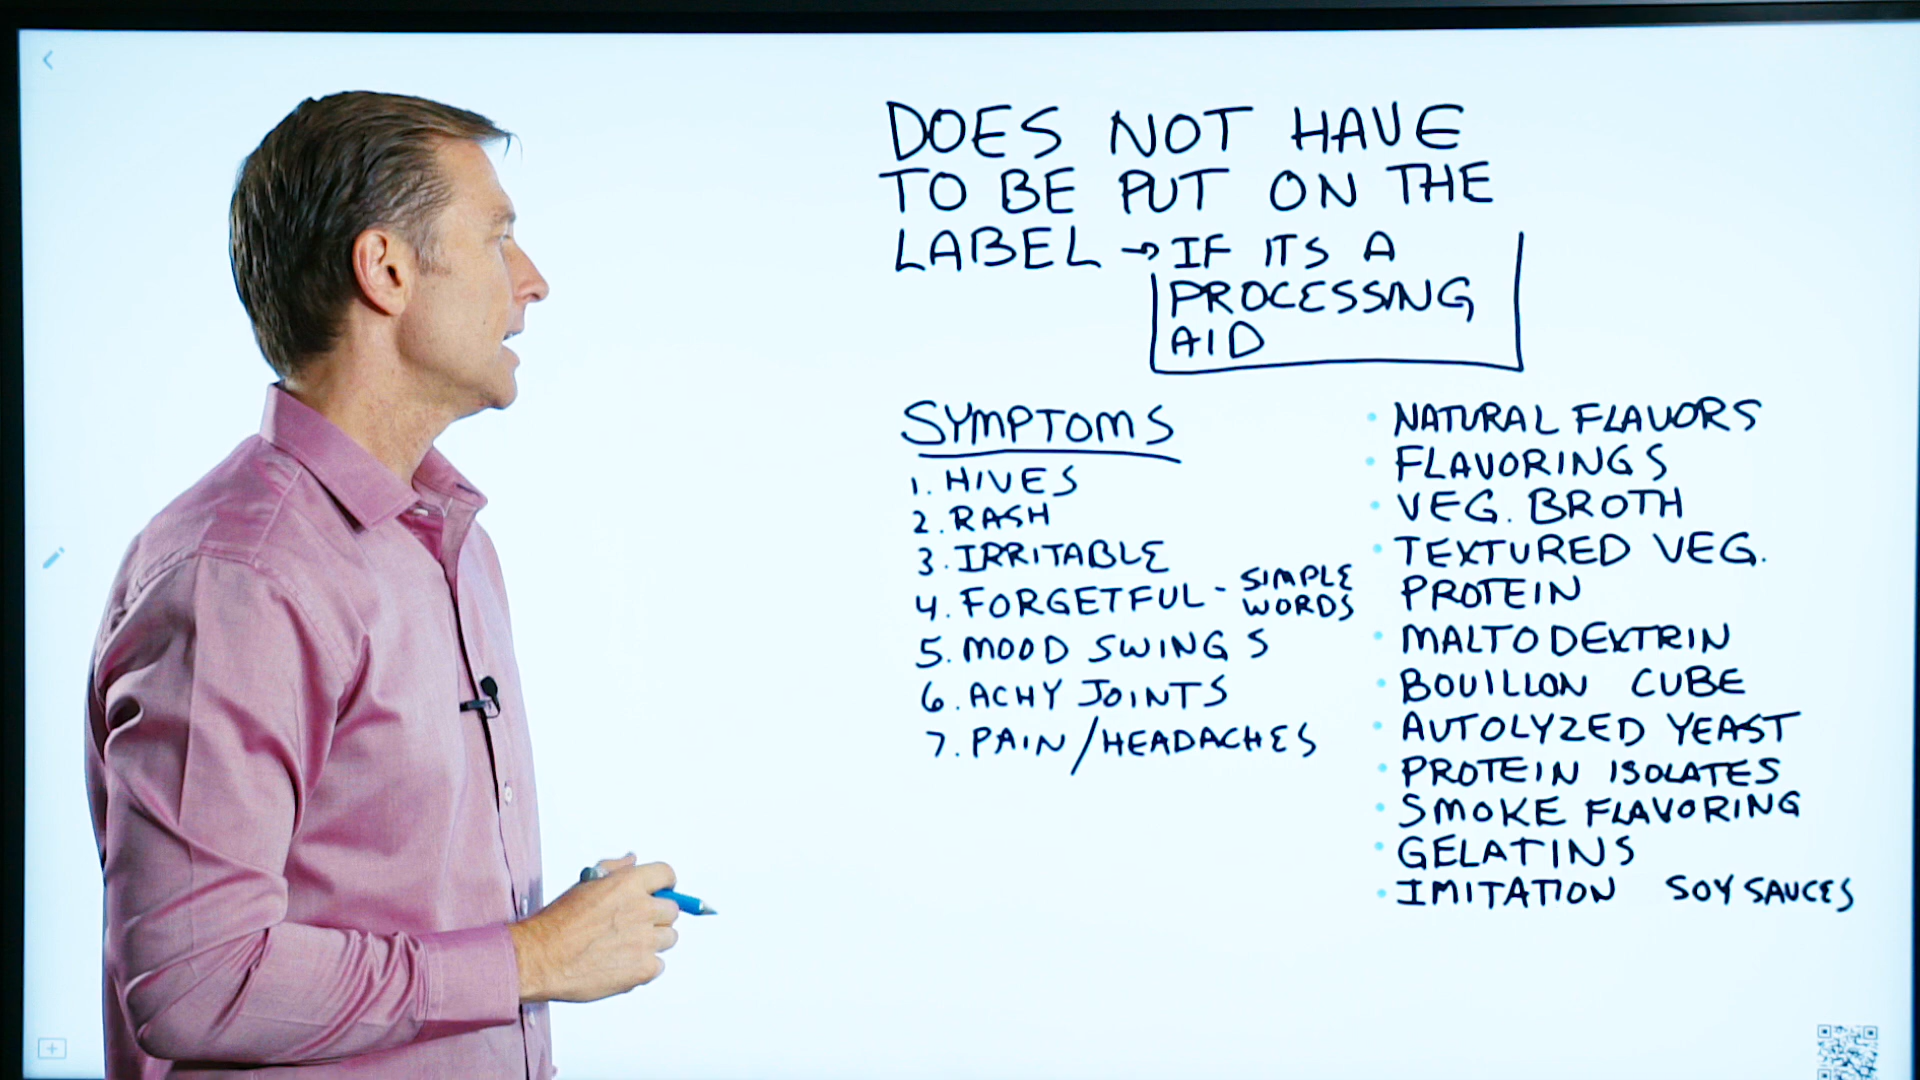 DOES NOT HAVE
TO BE PUT ON THE
LABEL → IF ITS A
PROCESSING
AID
SYMPTOMS
1. HIVES
2. RASH
3. IRRITABLE
4. FORGETFUL - SIMPLE
WORDS
5. MOOD SWINGS
6. ACHY JOINTS
7. PAIN/HEADACHES
• NATURAL FLAVORS
• FLAVORINGS
• VEG. BROTH
• TEXTURED VEG.
PROTEIN
• MALTODEXTRIN
• BOUILLON CUBE
• AUTOLYZED YEAST
• PROTEIN ISOLATES
• SMOKE FLAVORING
• GELATINS
• IMITATION SOY SAUCES